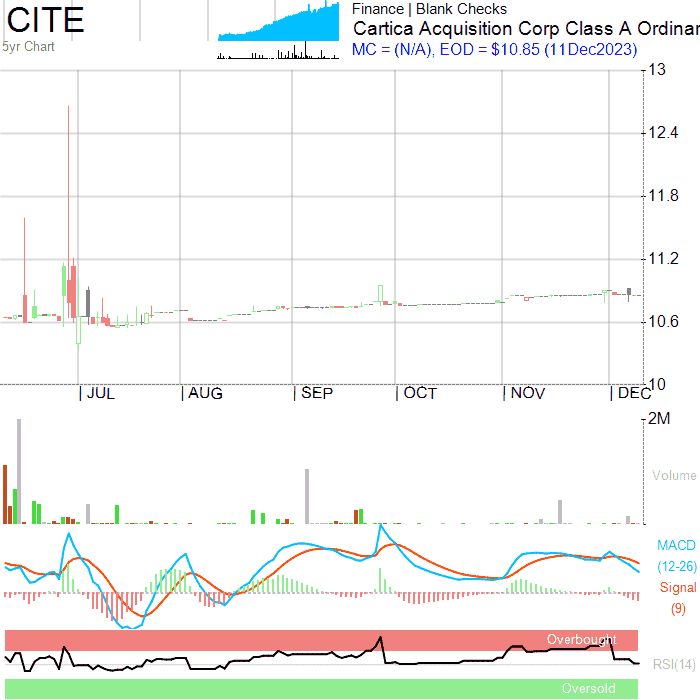 CITE
5yr Chart
Finance | Blank Checks
Cartica Acquisition Corp Class A Ordinar
MC = (N/A), EOD = $10.85 (11Dec2023)
13
12.4
11.8
11.2
10.6
10
| JUL | AUG | SEP | OCT | NOV | DEC
2M
Volume
MACD
(12-26)
Signal
(9)
Overbought
RSI(14)
Oversold